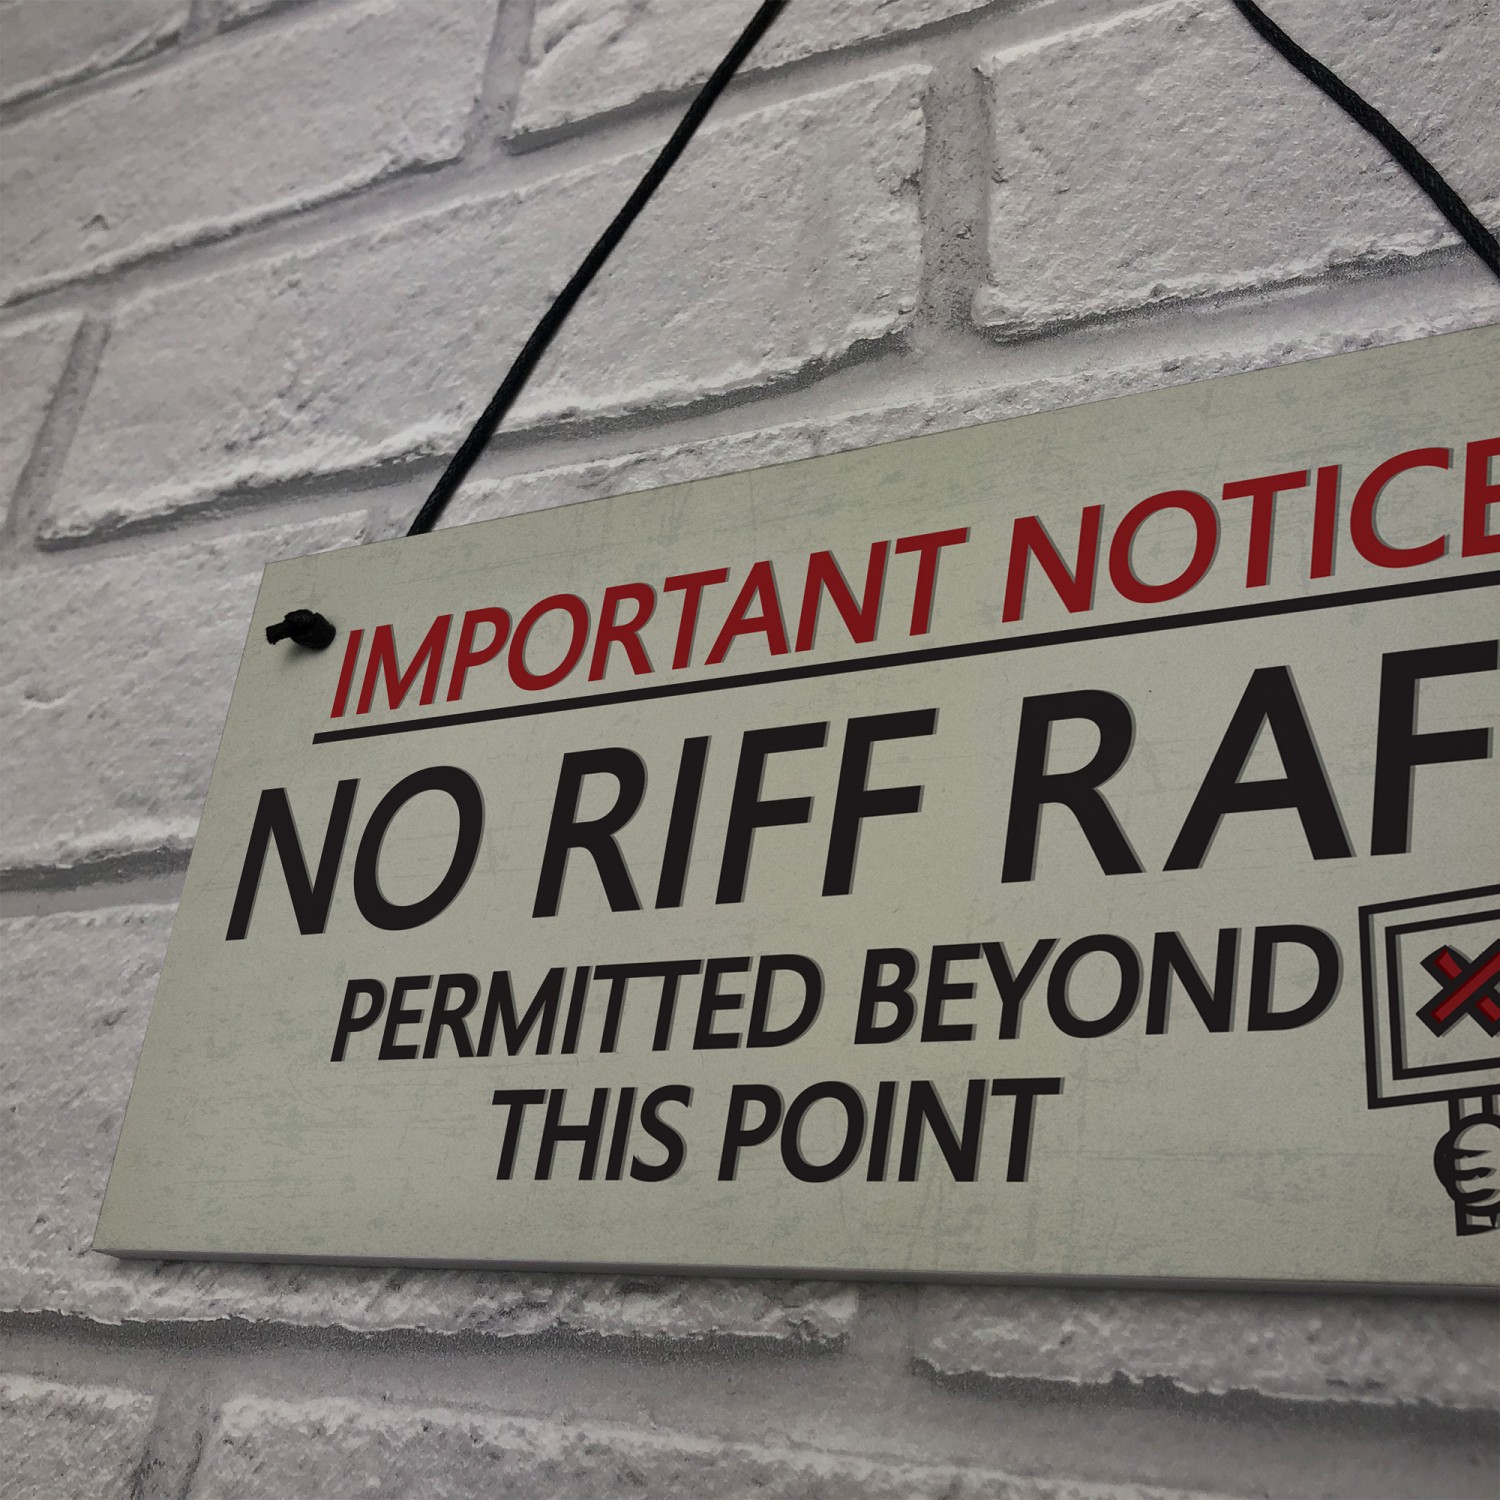 IMPORTANT NOTICE
NO RIFF RAF
PERMITTED BEYOND
THIS POINT